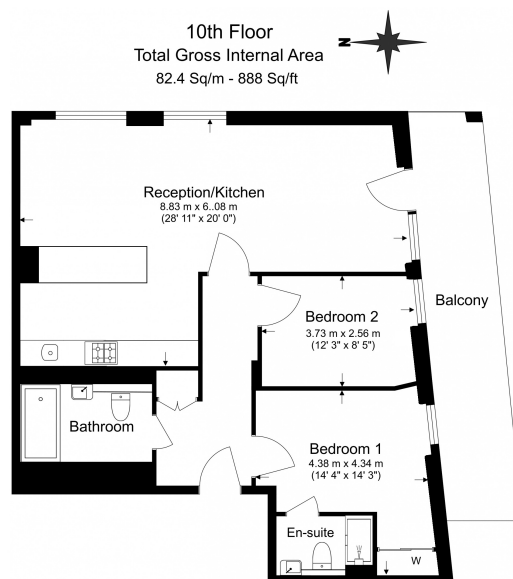 10th Floor
Total Gross Internal Area
82.4 Sq/m - 888 Sq/ft
N
Reception/Kitchen
8.83 m x 6..08 m
(28' 11" x 20' 0")
Bedroom 2
3.73 m x 2.56 m
(12' 3" x 8' 5")
Balcony
Bathroom
Bedroom 1
4.38 m x 4.34 m
(14' 4" x 14' 3")
En-suite
W